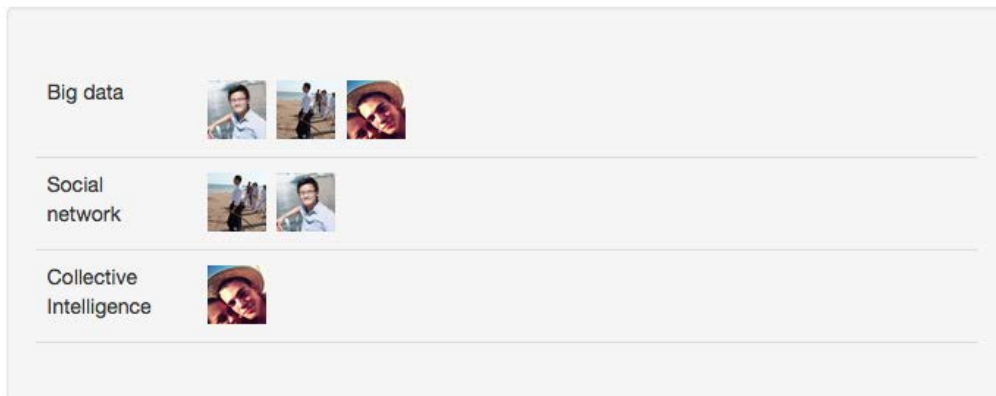 Big data
Social
network
Collective
Intelligence